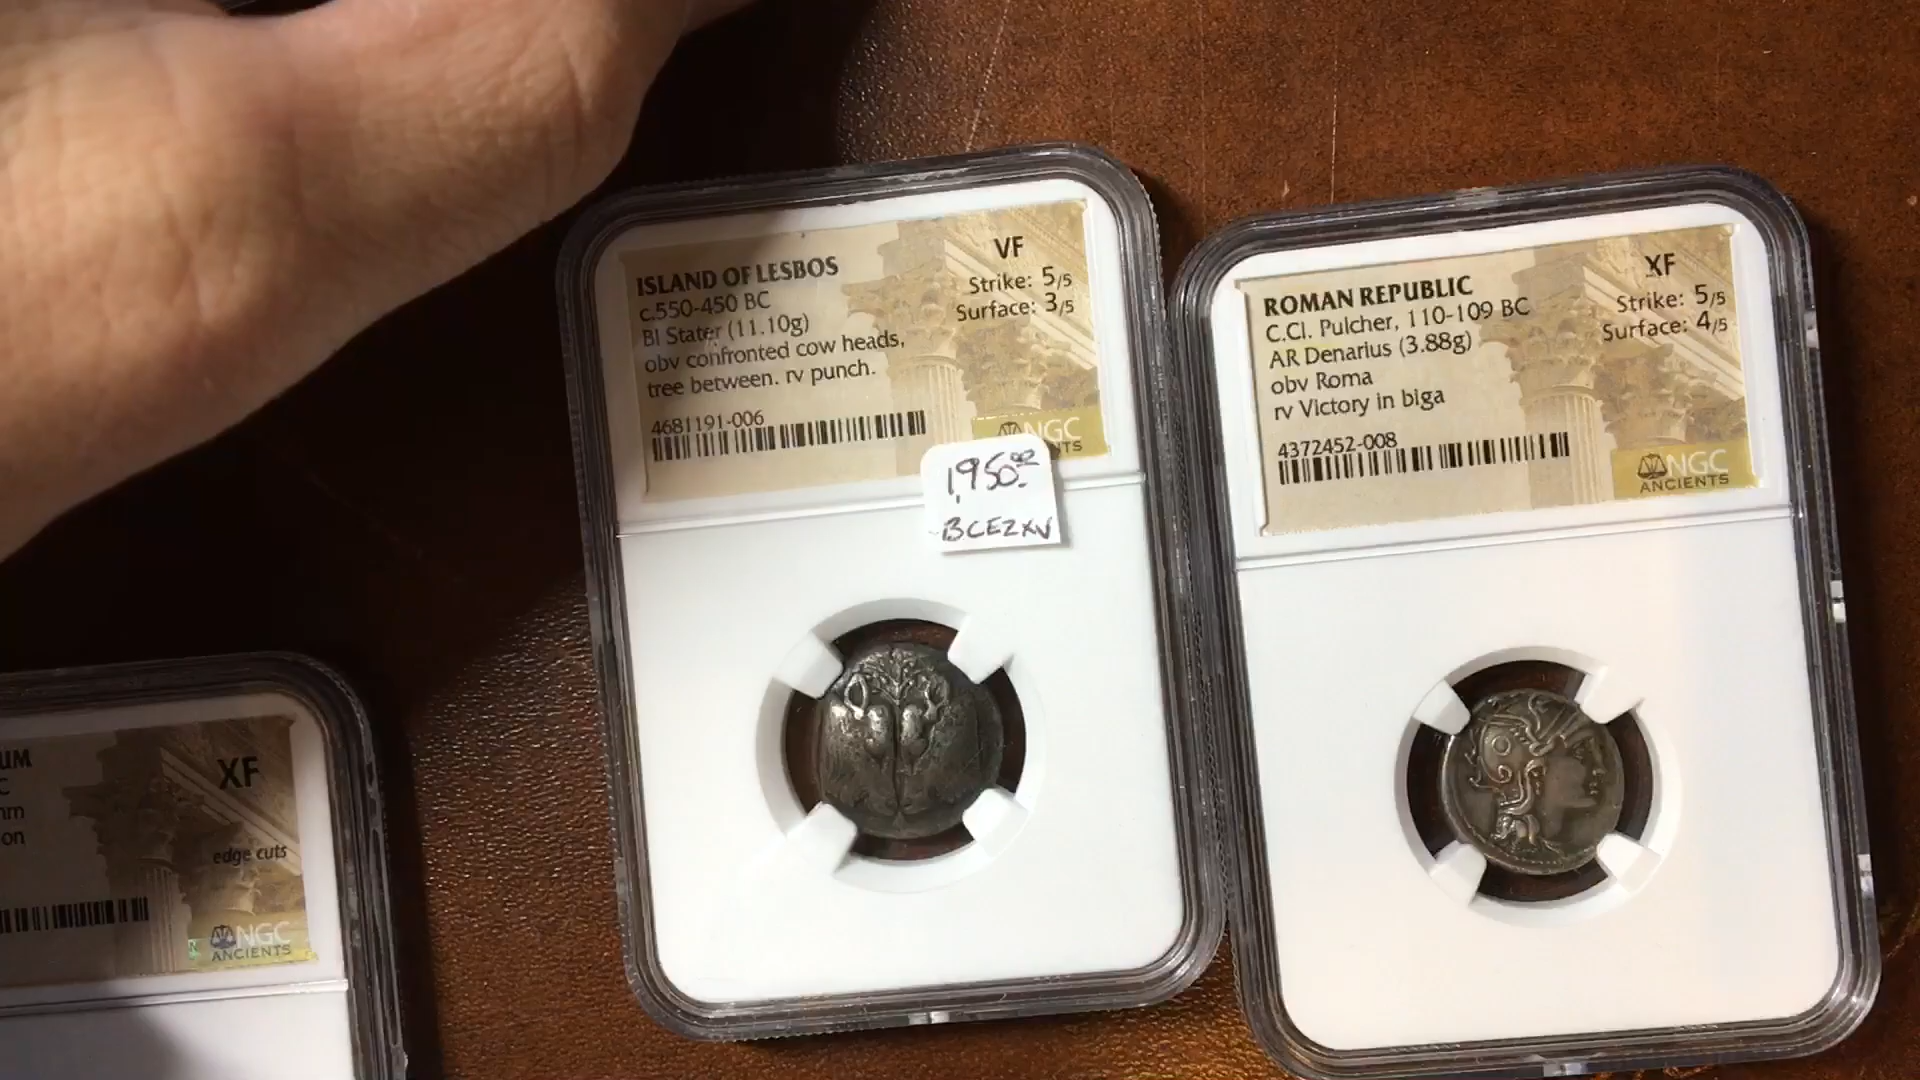 ISLAND OF LESBOS
c.550-450 BC
BI Stater (11.10g)
obv confronted cow heads,
tree between. rv punch.
4681191-006
VF
Strike: 5/5
Surface: 3/5
NGC
1,950.00
BCEZXV
ROMAN REPUBLIC
C.Cl. Pulcher, 110-109 BC
AR Denarius (3.88g)
obv Roma
rv Victory in biga
4372452-008
XF
Strike: 5/5
Surface: 4/5
NGC
ANCIENTS
XF
edge cuts
NGC
ANCIENTS